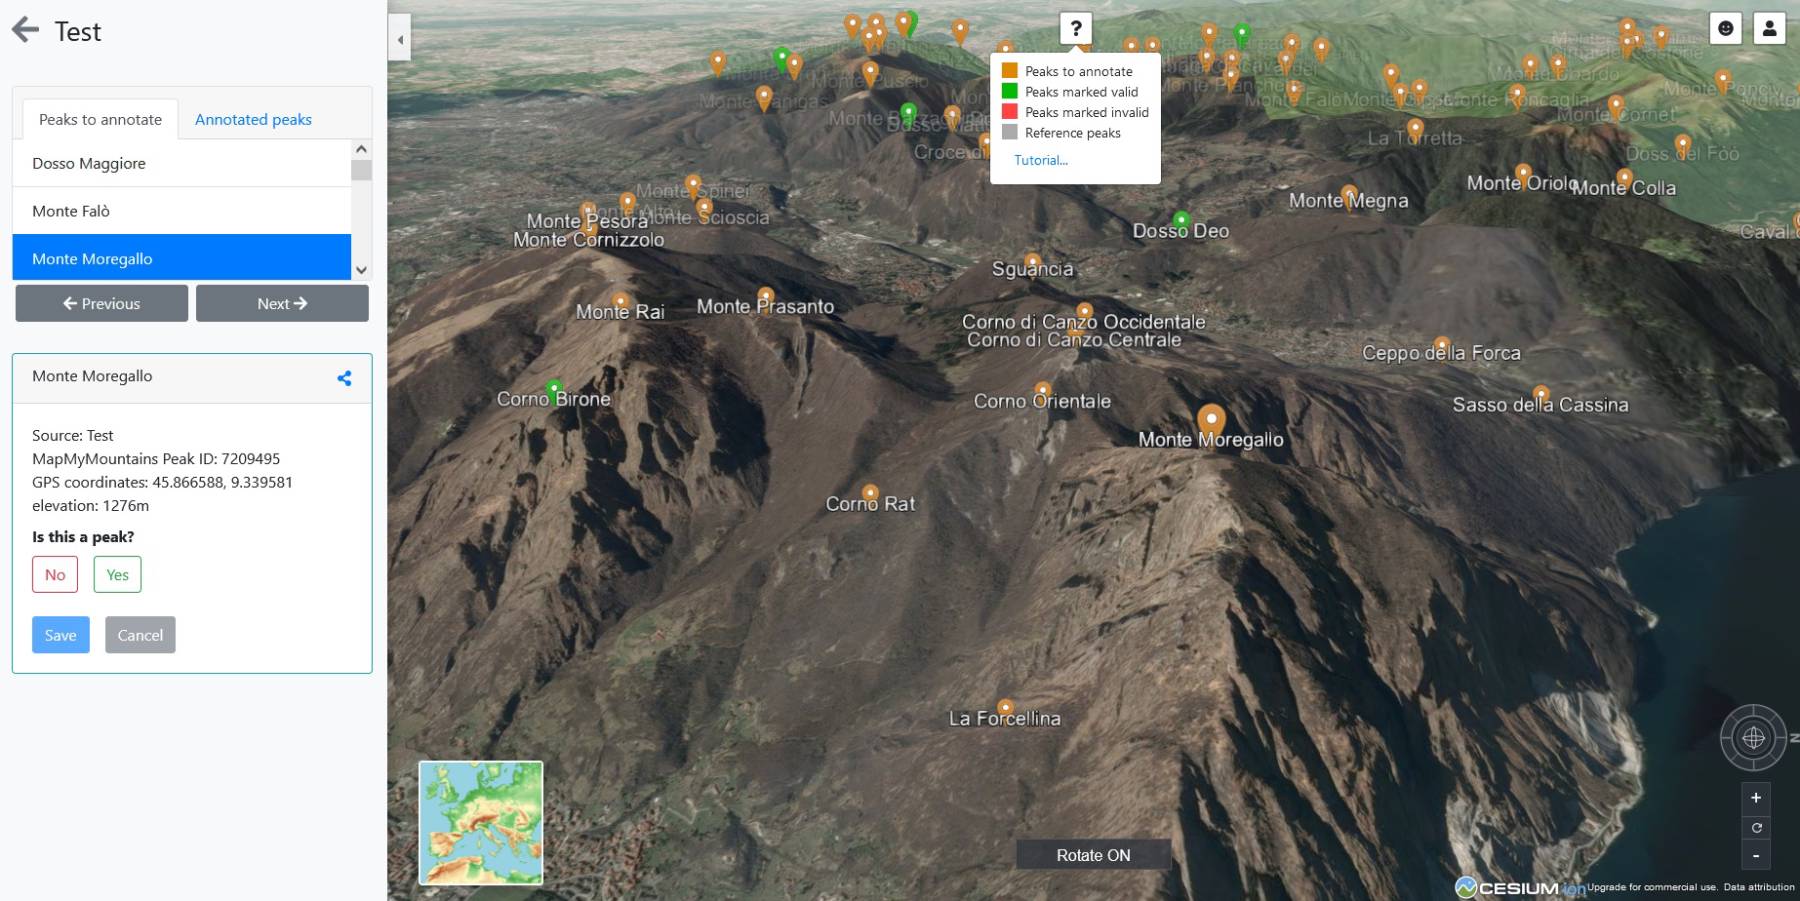 Test
Peaks to annotate
Annotated peaks
Dosso Maggiore
Monte Falò
Monte Moregallo
Previous
Next
Monte Moregallo
Source: Test
MapMyMountains Peak ID: 7209495
GPS coordinates: 45.866588, 9.339581
elevation: 1276m
Is this a peak?
No
Yes
Save
Cancel
?
Peaks to annotate
Peaks marked valid
Peaks marked invalid
Reference peaks
Tutorial...
Croce di
La Torretta
Monte Cornet
Doss del Föö
Monte Roncaglia
Monte Spinei
Monte Scioscia
Monte Pesora
Monte Cornizzolo
Monte Megna
Monte Oriolo
Monte Colla
Dosso Deo
Caval
Sguancia
Monte Rai
Monte Prasanto
Corno di Canzo Occidentale
Corno di Canzo Centrale
Ceppo della Forca
Corno Birone
Corno Orientale
Sasso della Cassina
Monte Moregallo
Corno Rat
La Forcellina
N
+
-
Rotate ON
CESIUM ion
Upgrade for commercial use. Data attribution